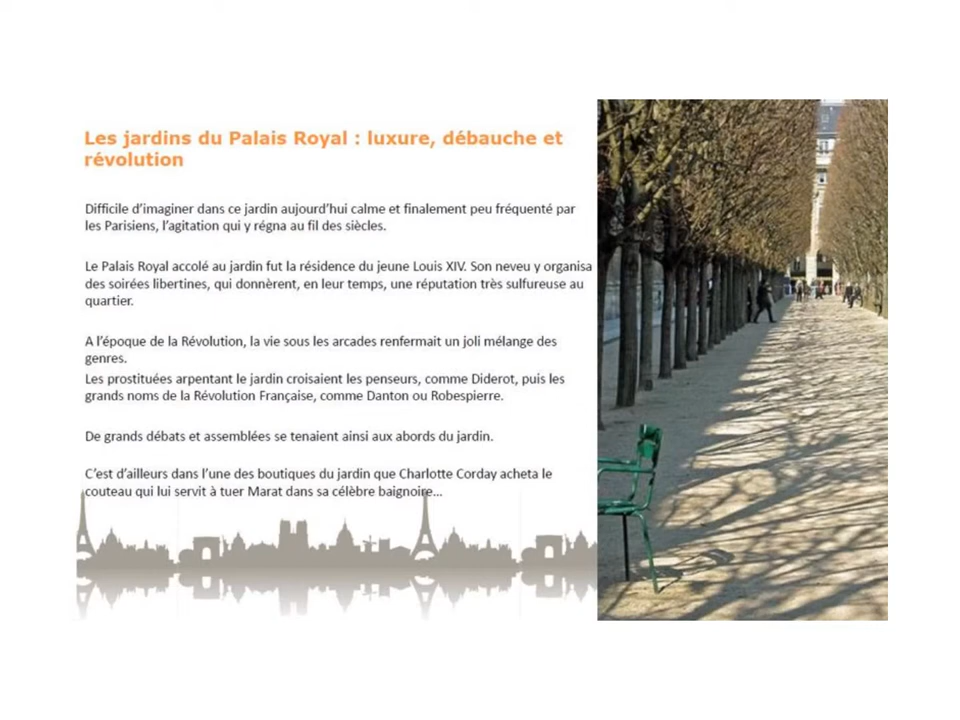 Les jardins du Palais Royal : luxure, débauche et
révolution
Difficile d'imaginer dans ce jardin aujourd'hui calme et finalement peu fréquenté par
les Parisiens, l'agitation qui y régna au fil des siècles.
Le Palais Royal accolé au jardin fut la résidence du jeune Louis XIV. Son neveu y organisa
des soirées libertines, qui donnèrent, en leur temps, une réputation très sulfureuse au
quartier.
A l'époque de la Révolution, la vie sous les arcades renfermait un joli mélange des
genres.
Les prostituées arpentant le jardin croisaient les penseurs, comme Diderot, puis les
grands noms de la Révolution Française, comme Danton ou Robespierre.
De grands débats et assemblées se tenaient ainsi aux abords du jardin.
C'est d'ailleurs dans l'une des boutiques du jardin que Charlotte Corday acheta le
couteau qui lui servit à tuer Marat dans sa célèbre baignoire...